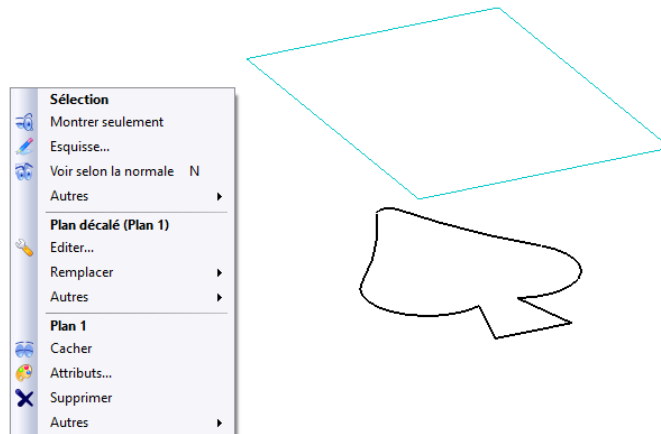 Sélection
Montrer seulement
Esquisse...
Voir selon la normale N
Autres
Plan décalé (Plan 1)
Editer...
Remplacer
Autres
Plan 1
Cacher
Attributs...
Supprimer
Autres